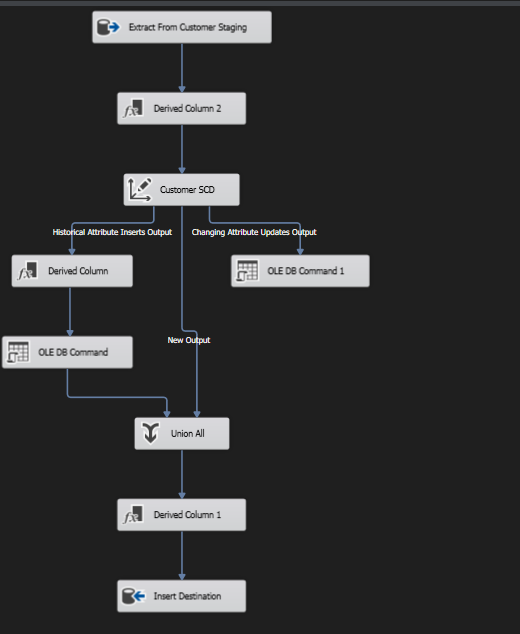 Extract From Customer Staging
Derived Column 2
Customer SCD
Historical Attribute Inserts Output
Changing Attribute Updates Output
Derived Column
OLE DB Command 1
New Output
OLE DB Command
Union All
Derived Column 1
Insert Destination